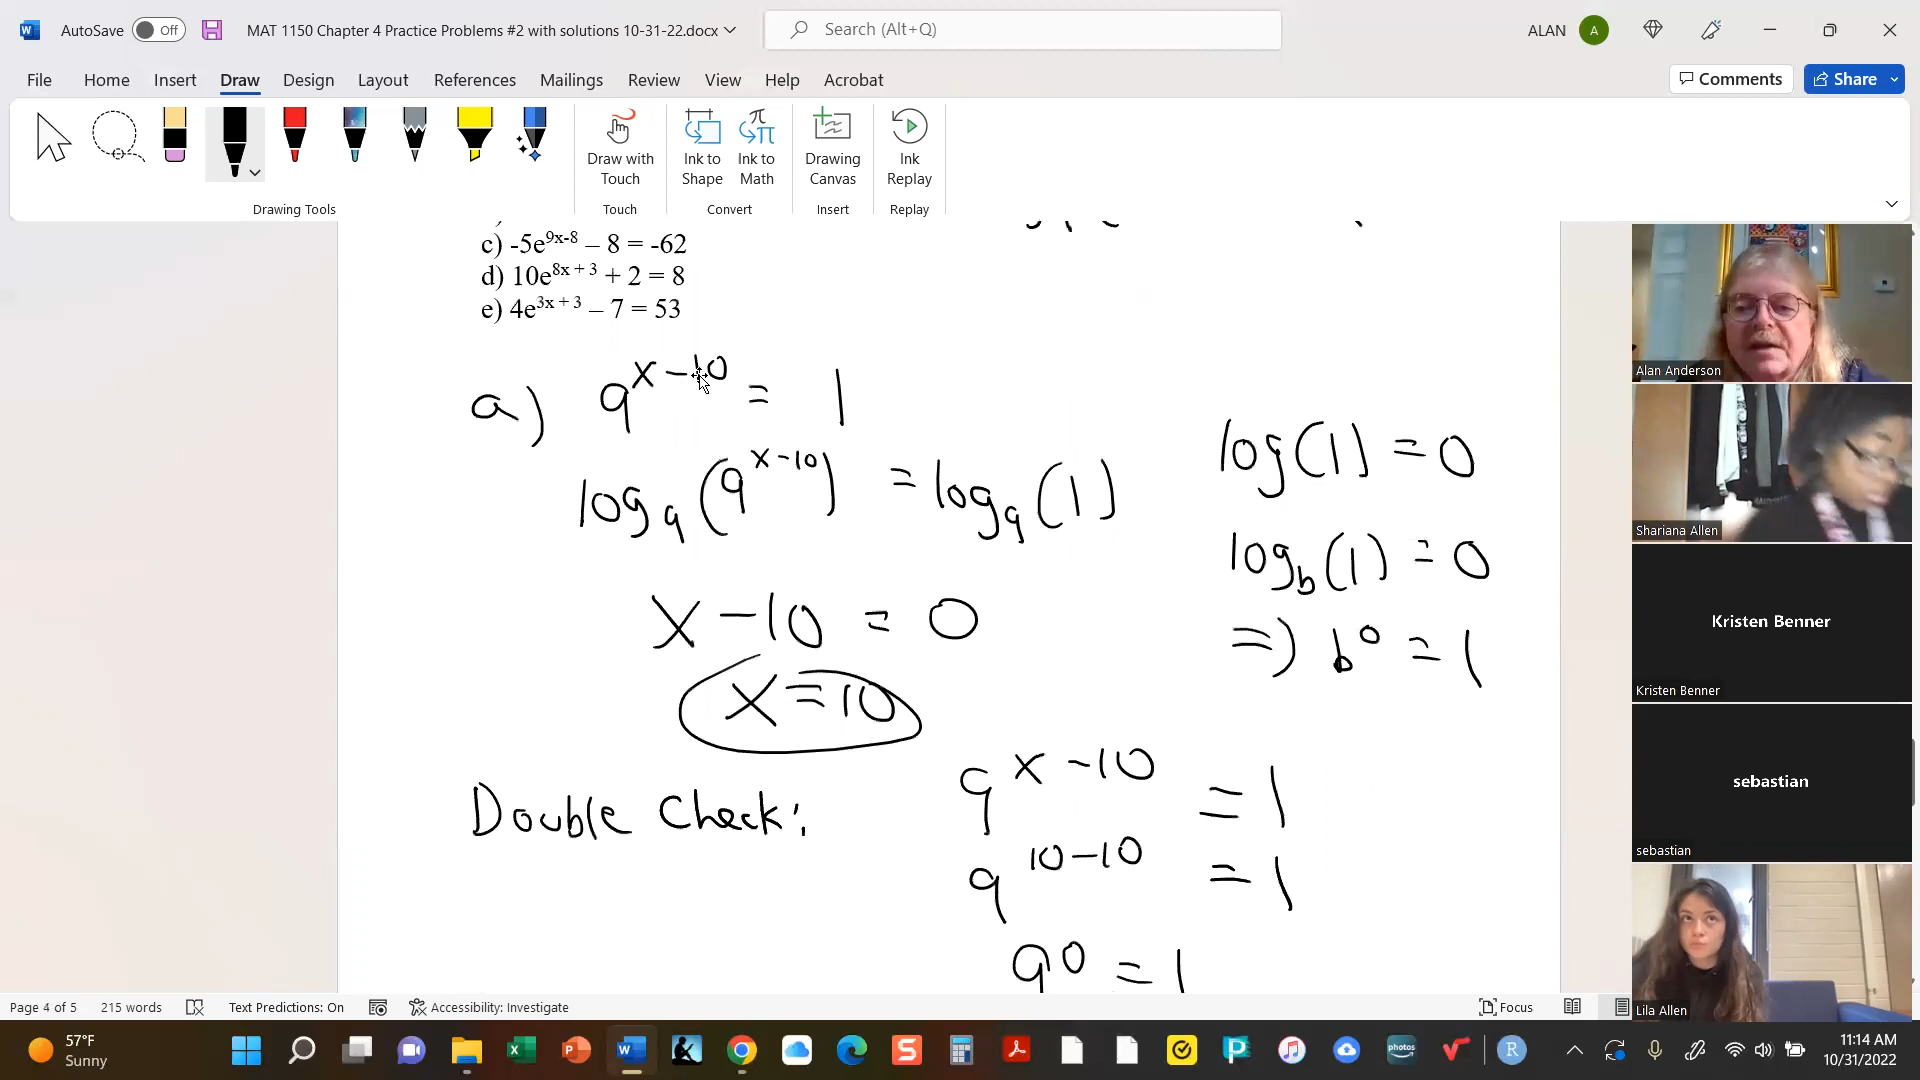 AutoSave Off MAT 1150 Chapter 4 Practice Problems #2 with solutions 10-31-22.docx Search (Alt+Q) ALAN A
File Home Insert Draw Design Layout References Mailings Review View Help Acrobat Comments Share
Draw with Touch
Ink to Shape
Ink to Math
Drawing Canvas
Ink Replay
Drawing Tools Touch Convert Insert Replay
c) -5e^9x-8 – 8 = -62
d) 10e^8x + 3 + 2 = 8
e) 4e^3x + 3 – 7 = 53
a) 9^x-10 = 1
log_9 (9^x-10) = log_9 (1)
x - 10 = 0
x = 10
log(1) = 0
log_b (1) = 0
=) b^0 = 1
Double Check:
9^x-10 = 1
9^10-10 = 1
9^0 = 1
Alan Anderson
Shariana Allen
Kristen Benner
Kristen Benner
sebastian
sebastian
Lila Allen
Page 4 of 5 215 words Text Predictions: On Accessibility: Investigate Focus
57°F
Sunny
photos
R
11:14 AM
10/31/2022